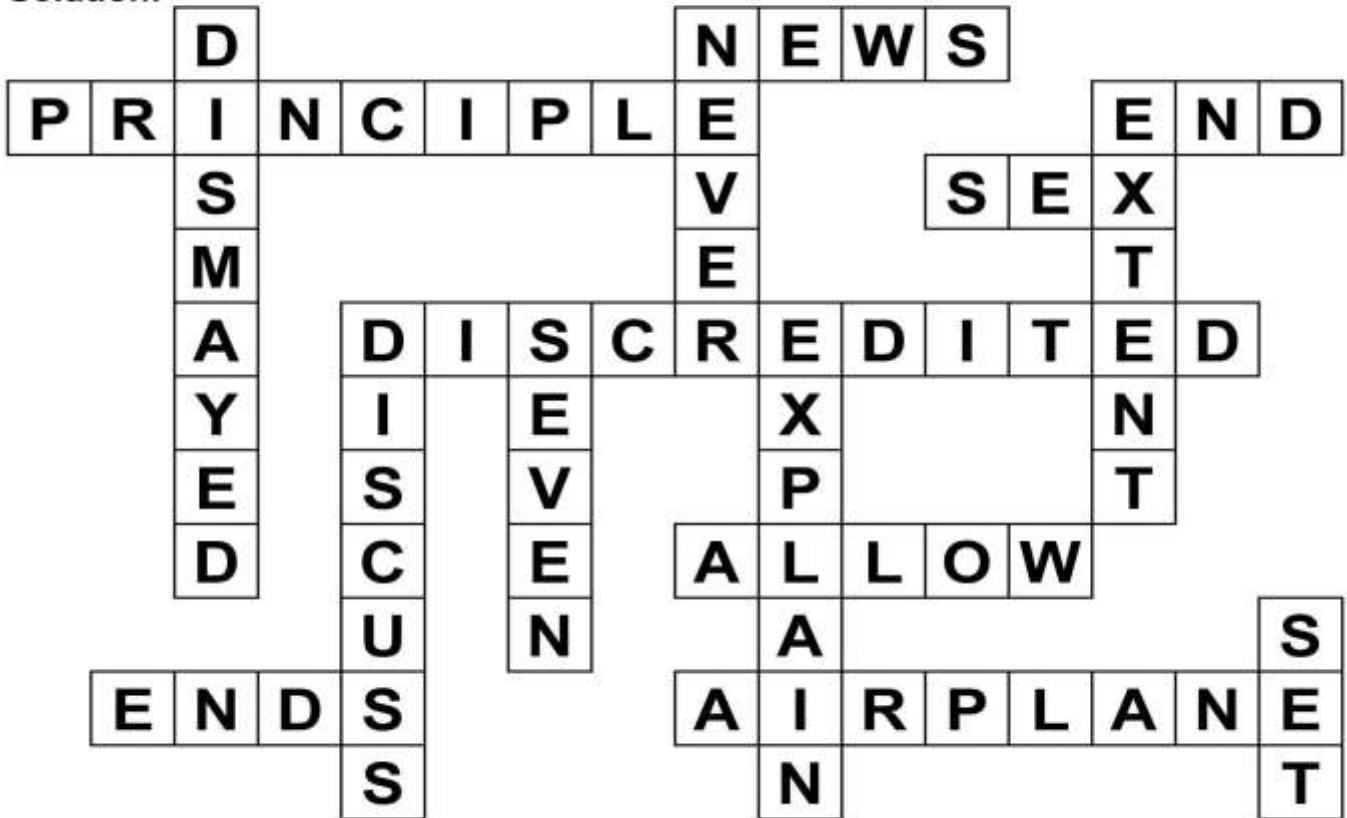 D NEWS
PRINCIPLE END
S V SEX
M E T
A DISCREDITED
Y I E X N
E S V P T
D C E ALLOW
U N A S
ENDS AIRPLANE
S N T